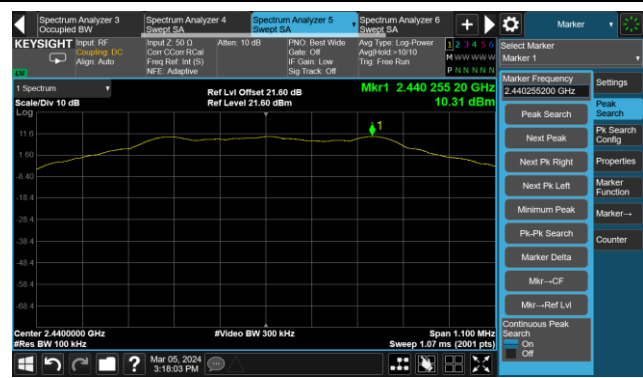 Spectrum Analyzer 3
Occupied BW
Spectrum Analyzer 4
Swept SA
Spectrum Analyzer 5
Swept SA
Spectrum Analyzer 6
Swept SA
Marker
KEYSIGHT
Input: RF
Coupling: DC
Align: Auto
Input Z: 50 Ω
Corr CCorr RCal
Freq Ref: Int (S)
NFE: Adaptive
Atten: 10 dB
PNO: Best Wide
Gate: Off
IF Gain: Low
Sig Track: Off
Avg Type: Log-Power
Avg|Hold:>10/10
Trig: Free Run
1 2 3 4 5 6
M W W W W W
P N N N N N
LXI
Select Marker
Marker 1
1 Spectrum
Scale/Div 10 dB
Log
Ref Lvl Offset 21.60 dB
Ref Level 21.60 dBm
Mkr1 2.440 255 20 GHz
10.31 dBm
1
11.6
1.60
-8.40
-18.4
-28.4
-38.4
-48.4
-58.4
-68.4
Center 2.4400000 GHz
#Res BW 100 kHz
#Video BW 300 kHz
Span 1.100 MHz
Sweep 1.07 ms (2001 pts)
Marker Frequency
2.440255200 GHz
Peak Search
Next Peak
Next Pk Right
Next Pk Left
Minimum Peak
Pk-Pk Search
Marker Delta
Mkr→CF
Mkr→Ref Lvl
Continuous Peak
Search
On
Off
Settings
Peak
Search
Pk Search
Config
Properties
Marker
Function
Marker→
Counter
?
Mar 05, 2024
3:18:03 PM